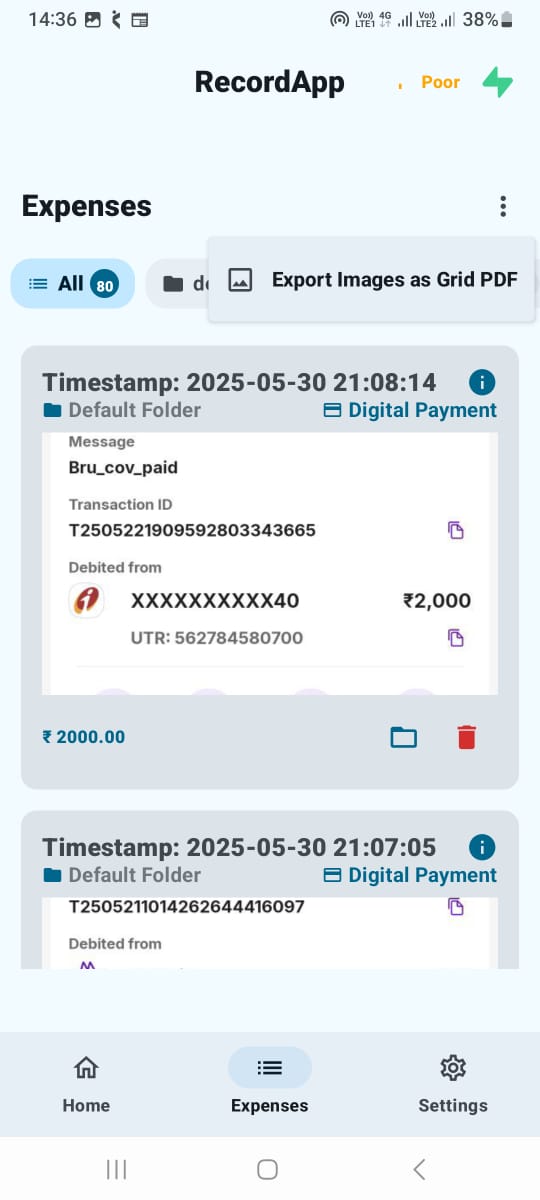 14:36 Vo)) 4G LTE1 Vo)) LTE2 38%
RecordApp Poor
Expenses
All 80
Export Images as Grid PDF
Timestamp: 2025-05-30 21:08:14
Default Folder Digital Payment
Message
Bru_cov_paid
Transaction ID
T2505221909592803343665
Debited from
XXXXXXXXXX40 ₹2,000
UTR: 562784580700
₹ 2000.00
Timestamp: 2025-05-30 21:07:05
Default Folder Digital Payment
T2505211014262644416097
Debited from
Home Expenses Settings